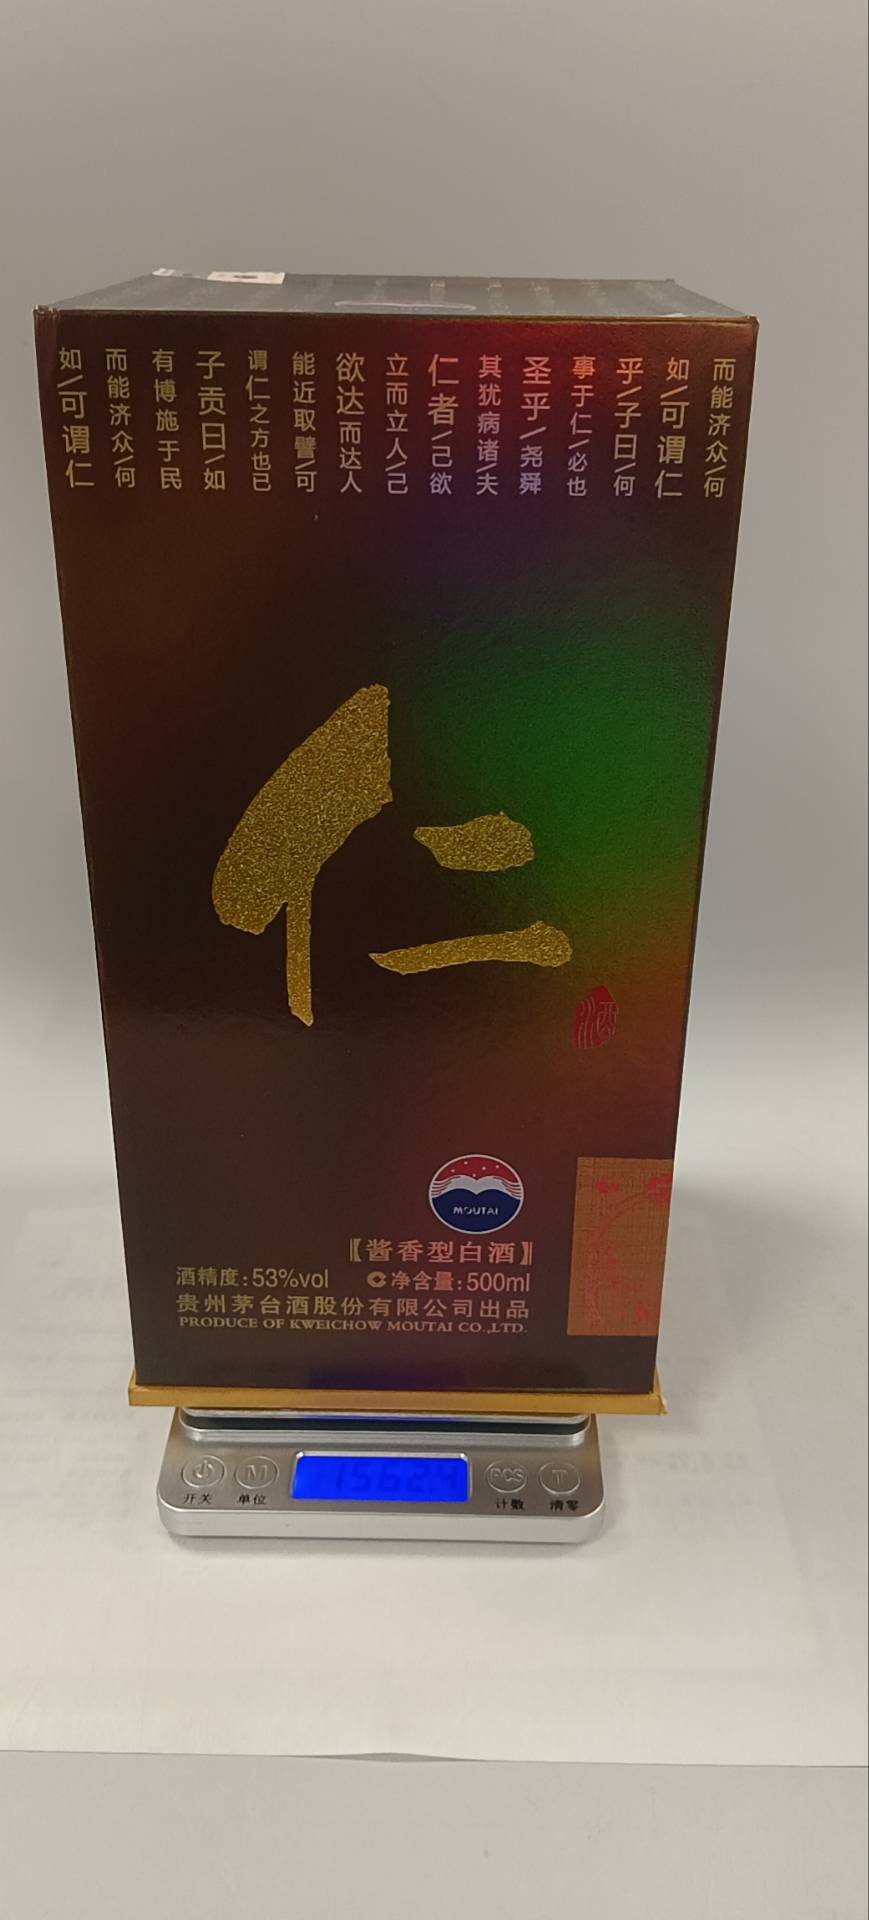 如/可谓仁
而能济众/何
有博施于民
子贡曰/如
谓仁之方也已
能近取譬/可
欲达而达人
立而立人/己
仁者/己欲
其犹病诸/夫
圣乎/尧舜
事于仁/必也
乎/子曰/何
如/可谓仁
而能济众/何
仁
酒
MOUTAI
【酱香型白酒】
酒精度:53%vol 净含量:500ml
贵州茅台酒股份有限公司出品
PRODUCE OF KWEICHOW MOUTAI CO.,LTD.
M 1562.4 PCS T
开关 单位 计数 清零